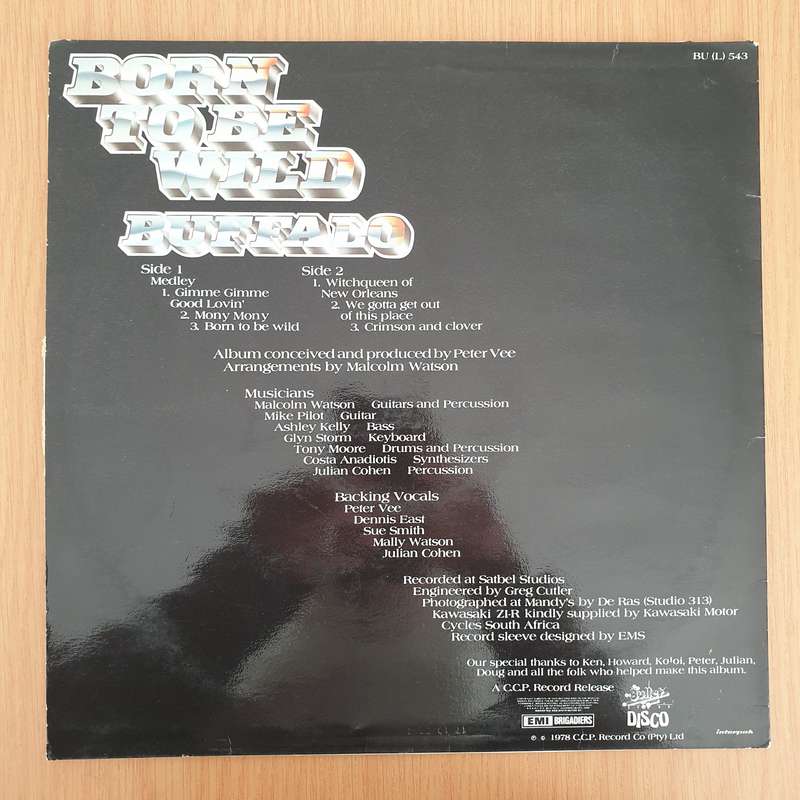 BU (L) 543
BORN
TO BE
WILD
BUFFALO
Side 1
Medley
1. Gimme Gimme
Good Lovin'
2. Mony Mony
3. Born to be wild
Side 2
1. Witchqueen of
New Orleans
2. We gotta get out
of this place
3. Crimson and clover
Album conceived and produced by Peter Vee
Arrangements by Malcolm Watson
Musicians
Malcolm Watson Guitars and Percussion
Mike Pilot Guitar
Ashley Kelly Bass
Glyn Storm Keyboard
Tony Moore Drums and Percussion
Costa Anadiotis Synthesizers
Julian Cohen Percussion
Backing Vocals
Peter Vee
Dennis East
Sue Smith
Mally Watson
Julian Cohen
Recorded at Satbel Studios
Engineered by Greg Cutler
Photographed at Mandy's by De Ras (Studio 313)
Kawasaki ZI-R kindly supplied by Kawasaki Motor
Cycles South Africa
Record sleeve designed by EMS
Our special thanks to Ken, Howard, Koloi, Peter, Julian,
Doug and all the folk who helped make this album.
A C.C.P. Record Release
EMI BRIGADIERS
DISCO
℗ © 1978 C.C.P. Record Co (Pty) Ltd
interpak